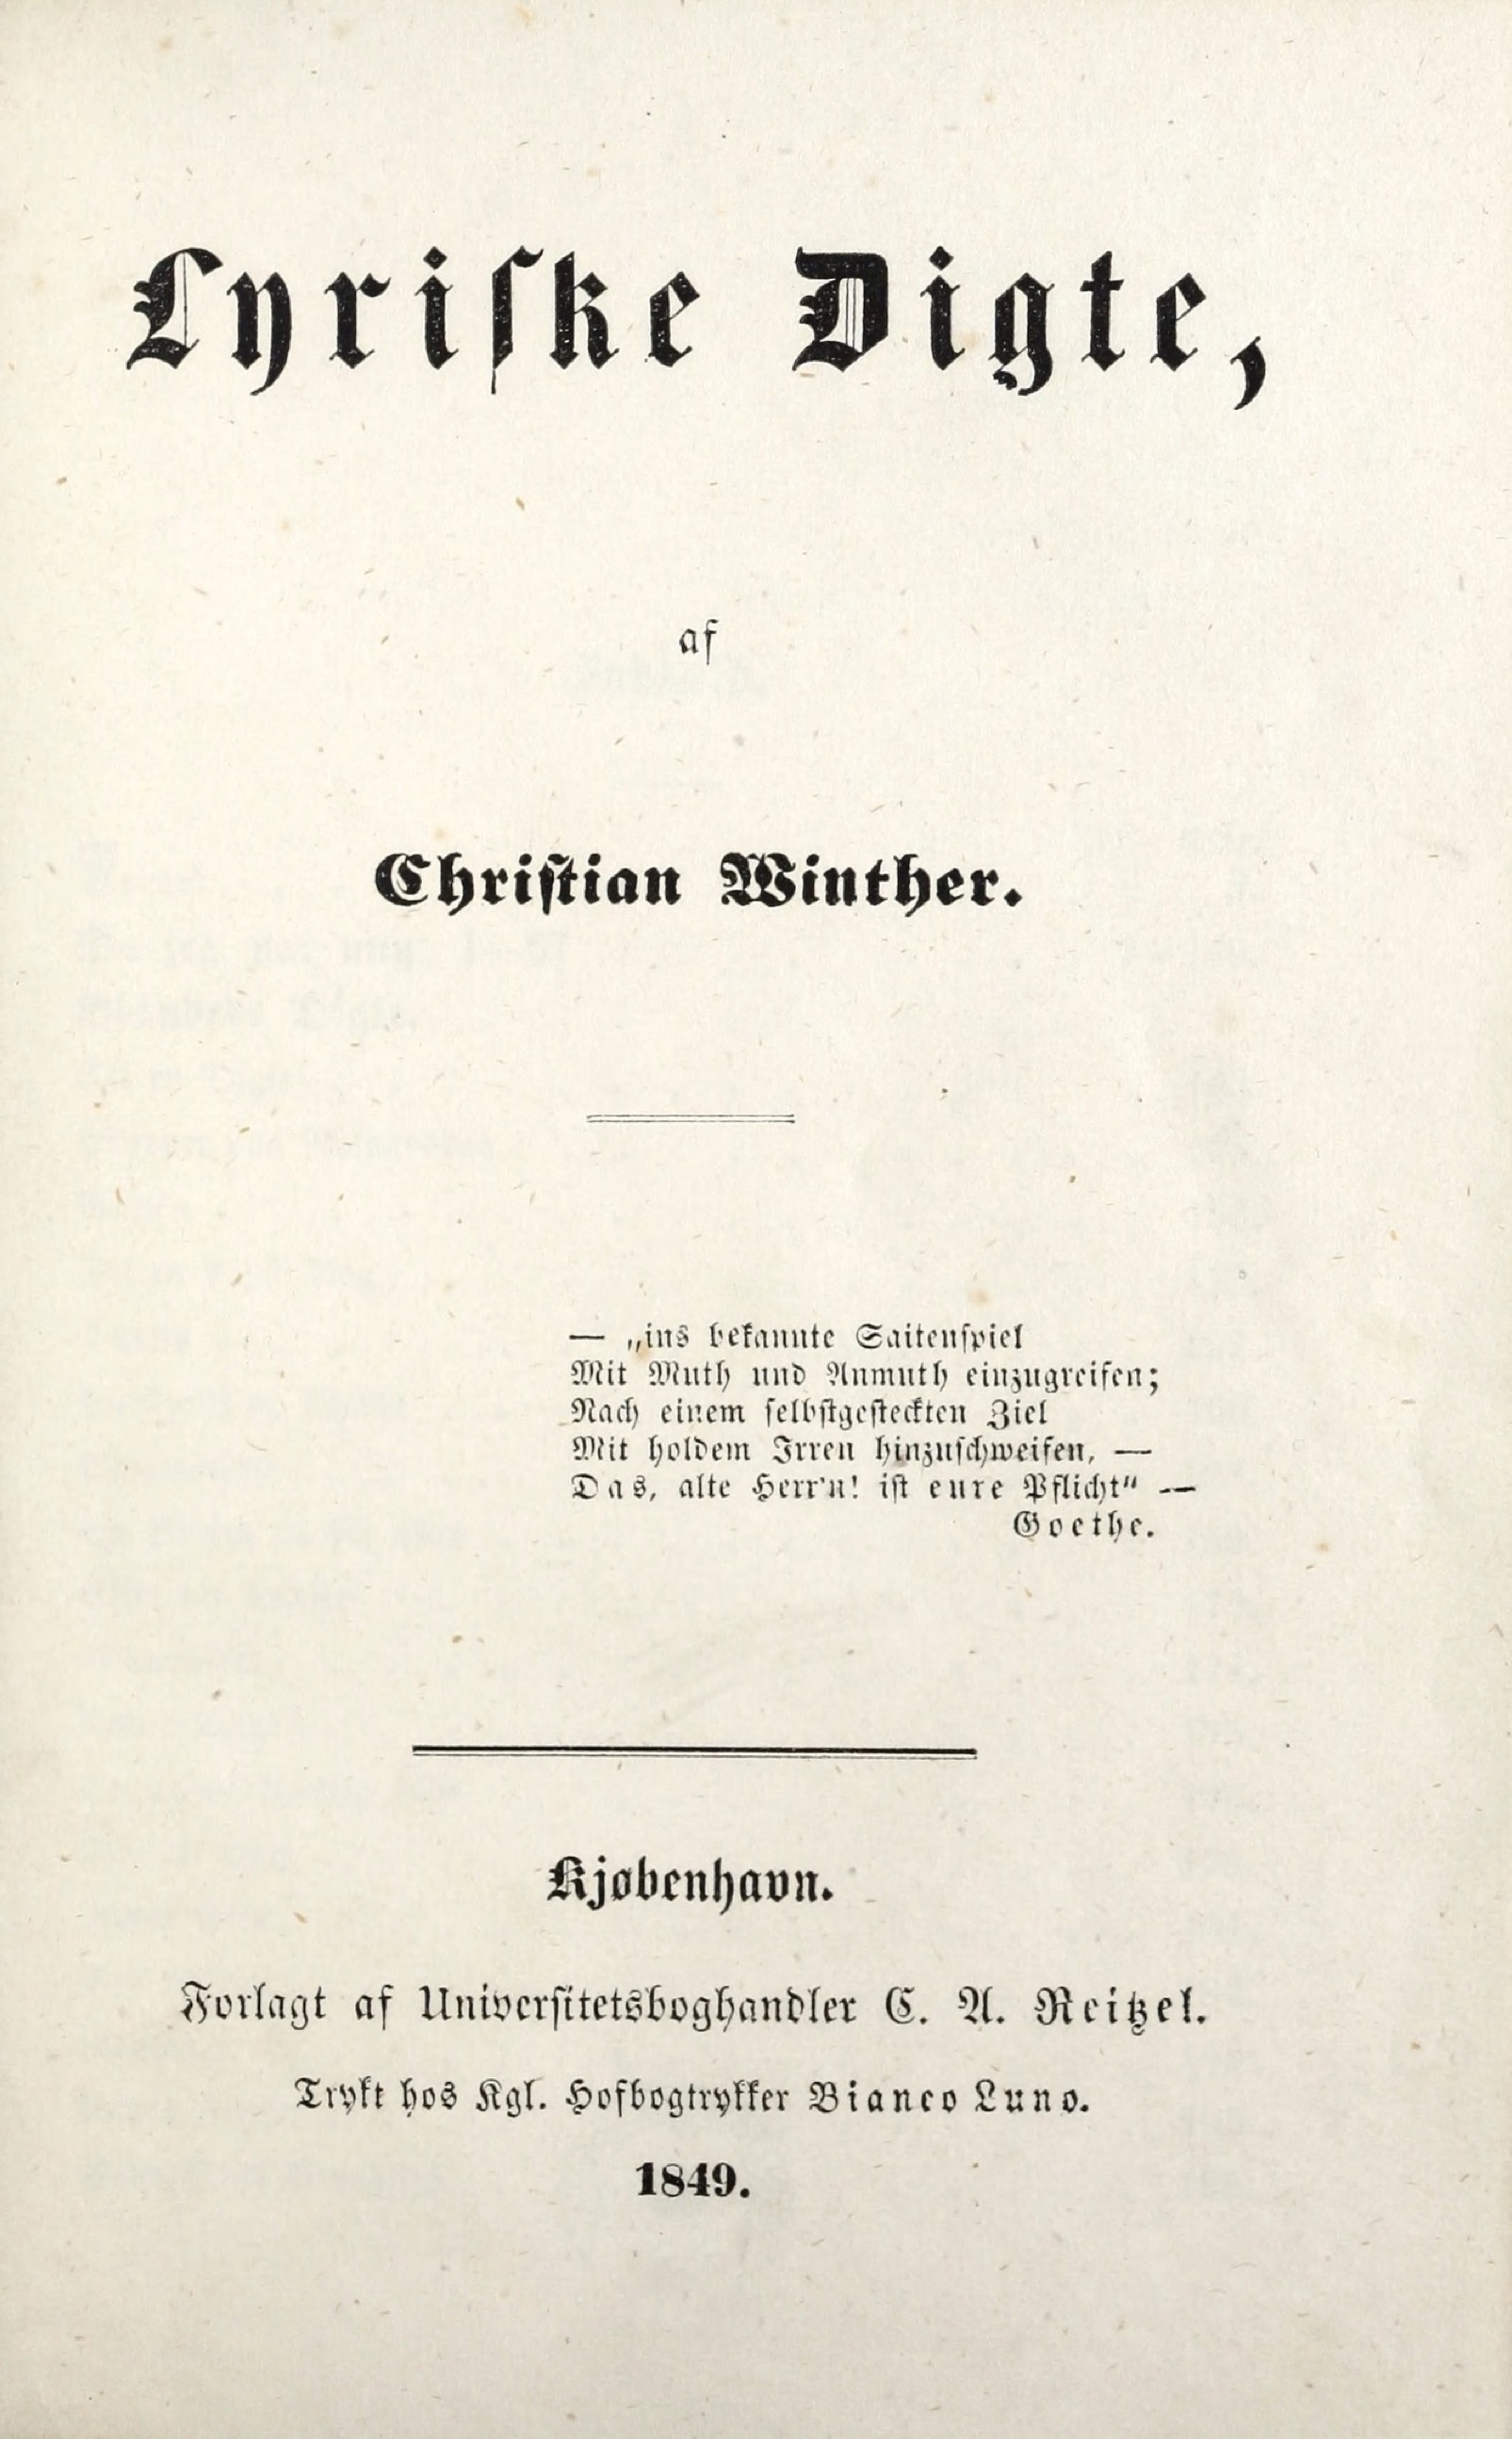 Lyriske Digte,
af
Christian Winther.
— „ins bekannte Saitenspiel
Mit Muth und Anmuth einzugreifen;
Nach einem selbstgesteckten Ziel
Mit holdem Irren hinzuschweifen, —
Das, alte Herr'n! ist eure Pflicht“ —
Goethe.
Kjøbenhavn.
Forlagt af Universitetsboghandler C. A. Reitzel.
Trykt hos Kgl. Hofbogtrykker Bianco Luno.
1849.